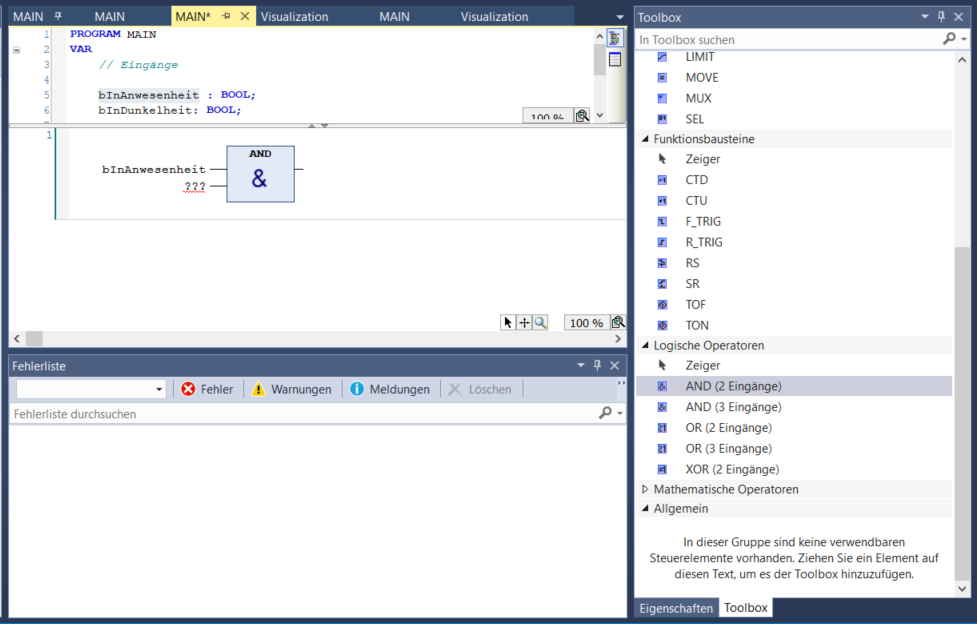 MAIN MAIN MAIN* Visualization MAIN Visualization
1 PROGRAM MAIN
2 VAR
3 // Eingänge
4
5 bInAnwesenheit : BOOL;
6 bInDunkelheit: BOOL;
100 %
1
AND
bInAnwesenheit
&
???
100 %
Fehlerliste
Fehler Warnungen Meldungen Löschen
Fehlerliste durchsuchen
Toolbox
In Toolbox suchen
LIMIT
MOVE
MUX
SEL
Funktionsbausteine
Zeiger
CTD
CTU
F_TRIG
R_TRIG
RS
SR
TOF
TON
Logische Operatoren
Zeiger
AND (2 Eingänge)
AND (3 Eingänge)
OR (2 Eingänge)
OR (3 Eingänge)
XOR (2 Eingänge)
Mathematische Operatoren
Allgemein
In dieser Gruppe sind keine verwendbaren
Steuerelemente vorhanden. Ziehen Sie ein Element auf
diesen Text, um es der Toolbox hinzuzufügen.
Eigenschaften Toolbox